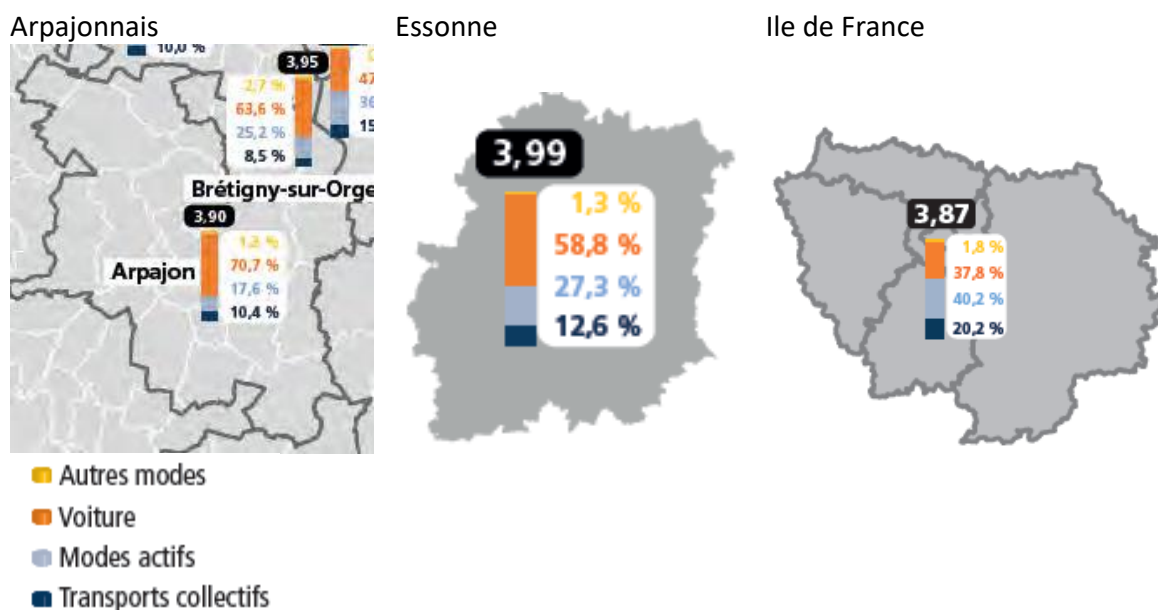 Arpajonnais
Essonne
Ile de France
10,0 %
3,95
2,7 %
63,6 %
25,2 %
8,5 %
47
36
15
Brétigny-sur-Orge
3,90
Arpajon
1,3 %
70,7 %
17,6 %
10,4 %
3,99
1,3 %
58,8 %
27,3 %
12,6 %
3,87
1,8 %
37,8 %
40,2 %
20,2 %
Autres modes
Voiture
Modes actifs
Transports collectifs